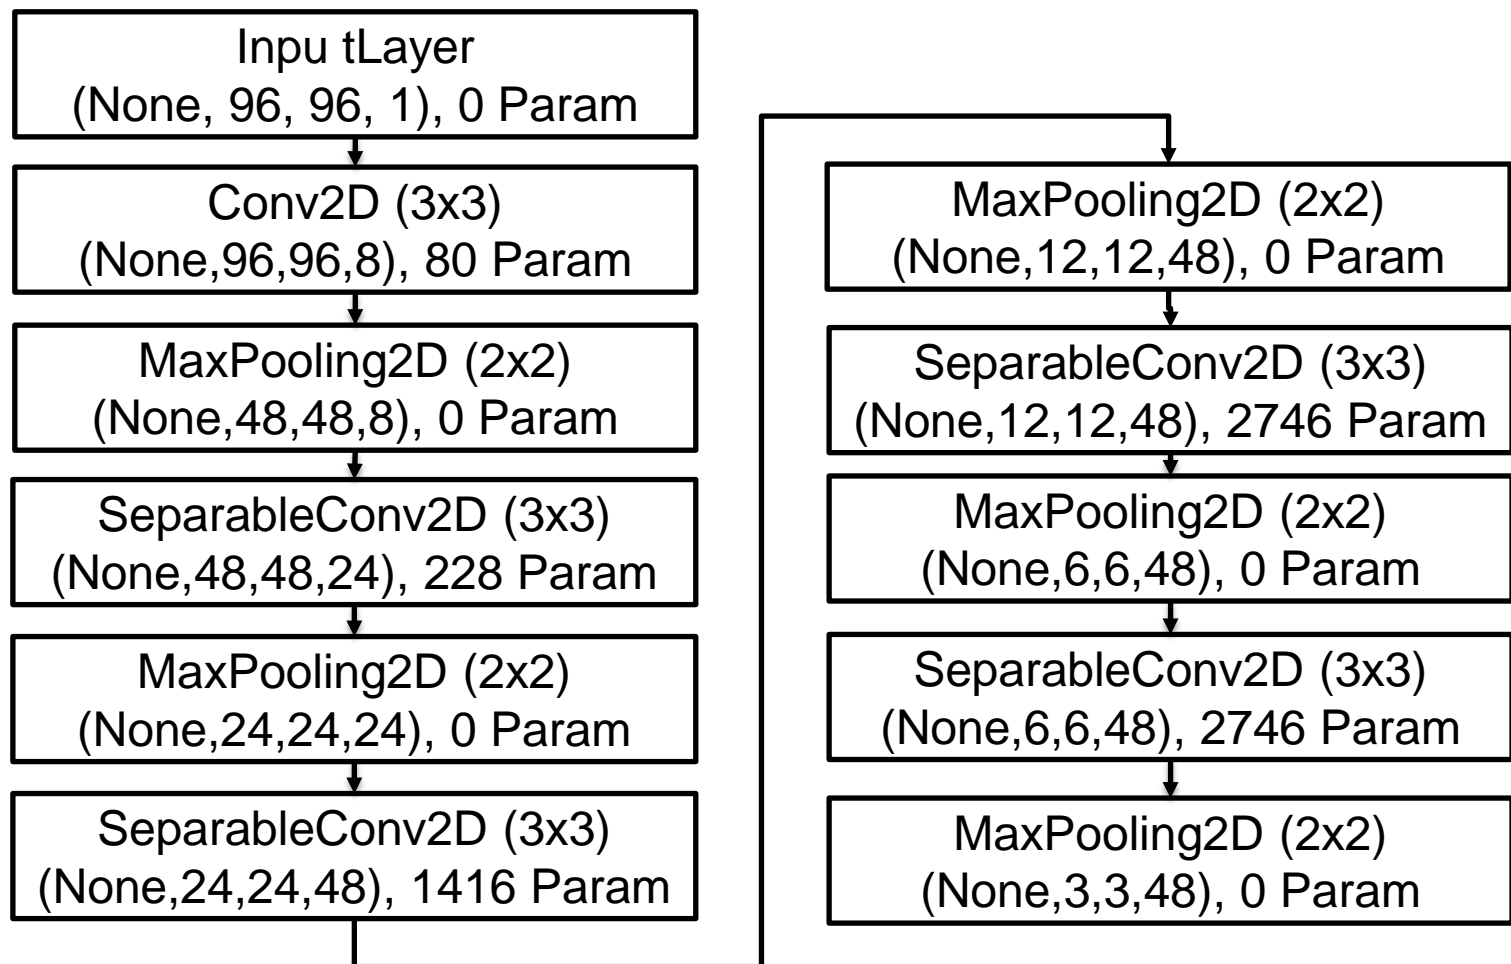 Inpu tLayer
(None, 96, 96, 1), 0 Param
Conv2D (3x3)
(None,96,96,8), 80 Param
MaxPooling2D (2x2)
(None,48,48,8), 0 Param
SeparableConv2D (3x3)
(None,48,48,24), 228 Param
MaxPooling2D (2x2)
(None,24,24,24), 0 Param
SeparableConv2D (3x3)
(None,24,24,48), 1416 Param
MaxPooling2D (2x2)
(None,12,12,48), 0 Param
SeparableConv2D (3x3)
(None,12,12,48), 2746 Param
MaxPooling2D (2x2)
(None,6,6,48), 0 Param
SeparableConv2D (3x3)
(None,6,6,48), 2746 Param
MaxPooling2D (2x2)
(None,3,3,48), 0 Param